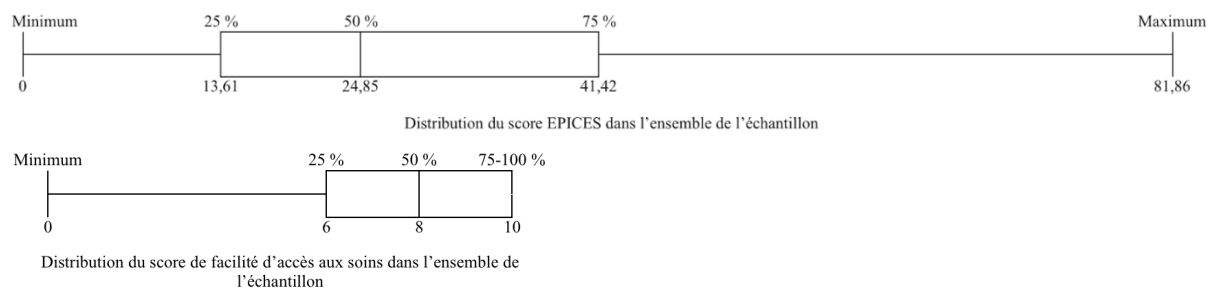 Minimum 25 % 50 % 75 % Maximum
0 13,61 24,85 41,42 81,86
Distribution du score EPICES dans l’ensemble de l’échantillon
Minimum 25 % 50 % 75-100 %
0 6 8 10
Distribution du score de facilité d’accès aux soins dans l’ensemble de
l’échantillon